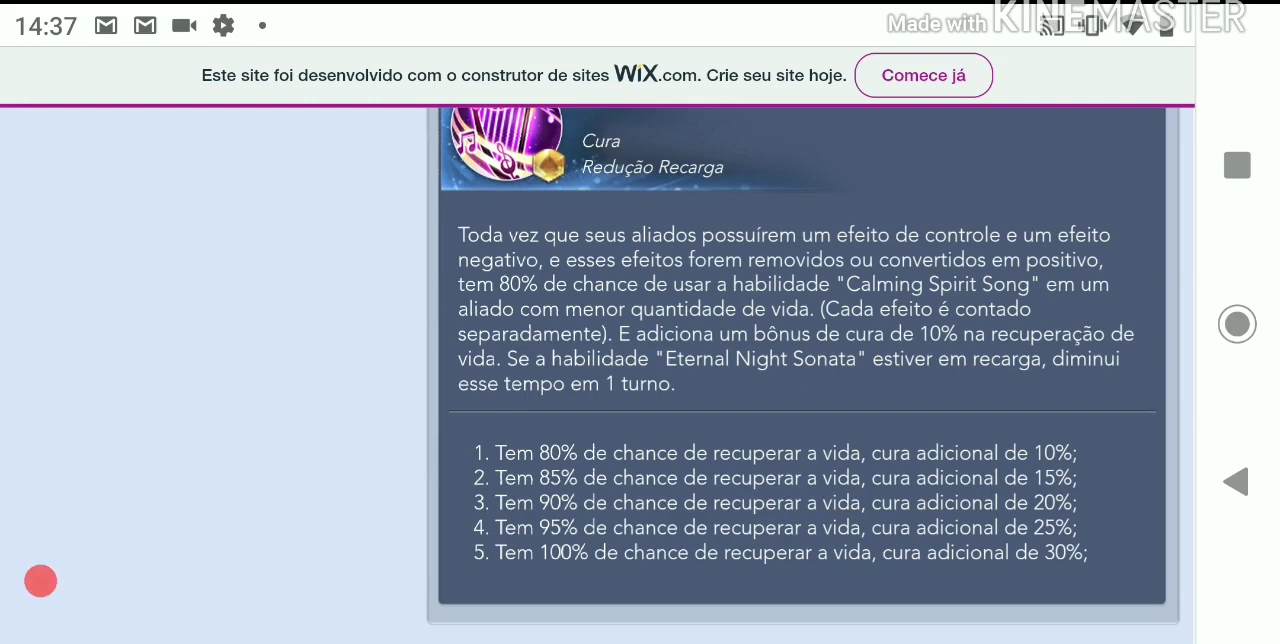 14:37
Made with KINEMASTER
Este site foi desenvolvido com o construtor de sites WiX.com. Crie seu site hoje.
Comece já
Cura
Redução Recarga
Toda vez que seus aliados possuírem um efeito de controle e um efeito
negativo, e esses efeitos forem removidos ou convertidos em positivo,
tem 80% de chance de usar a habilidade "Calming Spirit Song" em um
aliado com menor quantidade de vida. (Cada efeito é contado
separadamente). E adiciona um bônus de cura de 10% na recuperação de
vida. Se a habilidade "Eternal Night Sonata" estiver em recarga, diminui
esse tempo em 1 turno.
1. Tem 80% de chance de recuperar a vida, cura adicional de 10%;
2. Tem 85% de chance de recuperar a vida, cura adicional de 15%;
3. Tem 90% de chance de recuperar a vida, cura adicional de 20%;
4. Tem 95% de chance de recuperar a vida, cura adicional de 25%;
5. Tem 100% de chance de recuperar a vida, cura adicional de 30%;